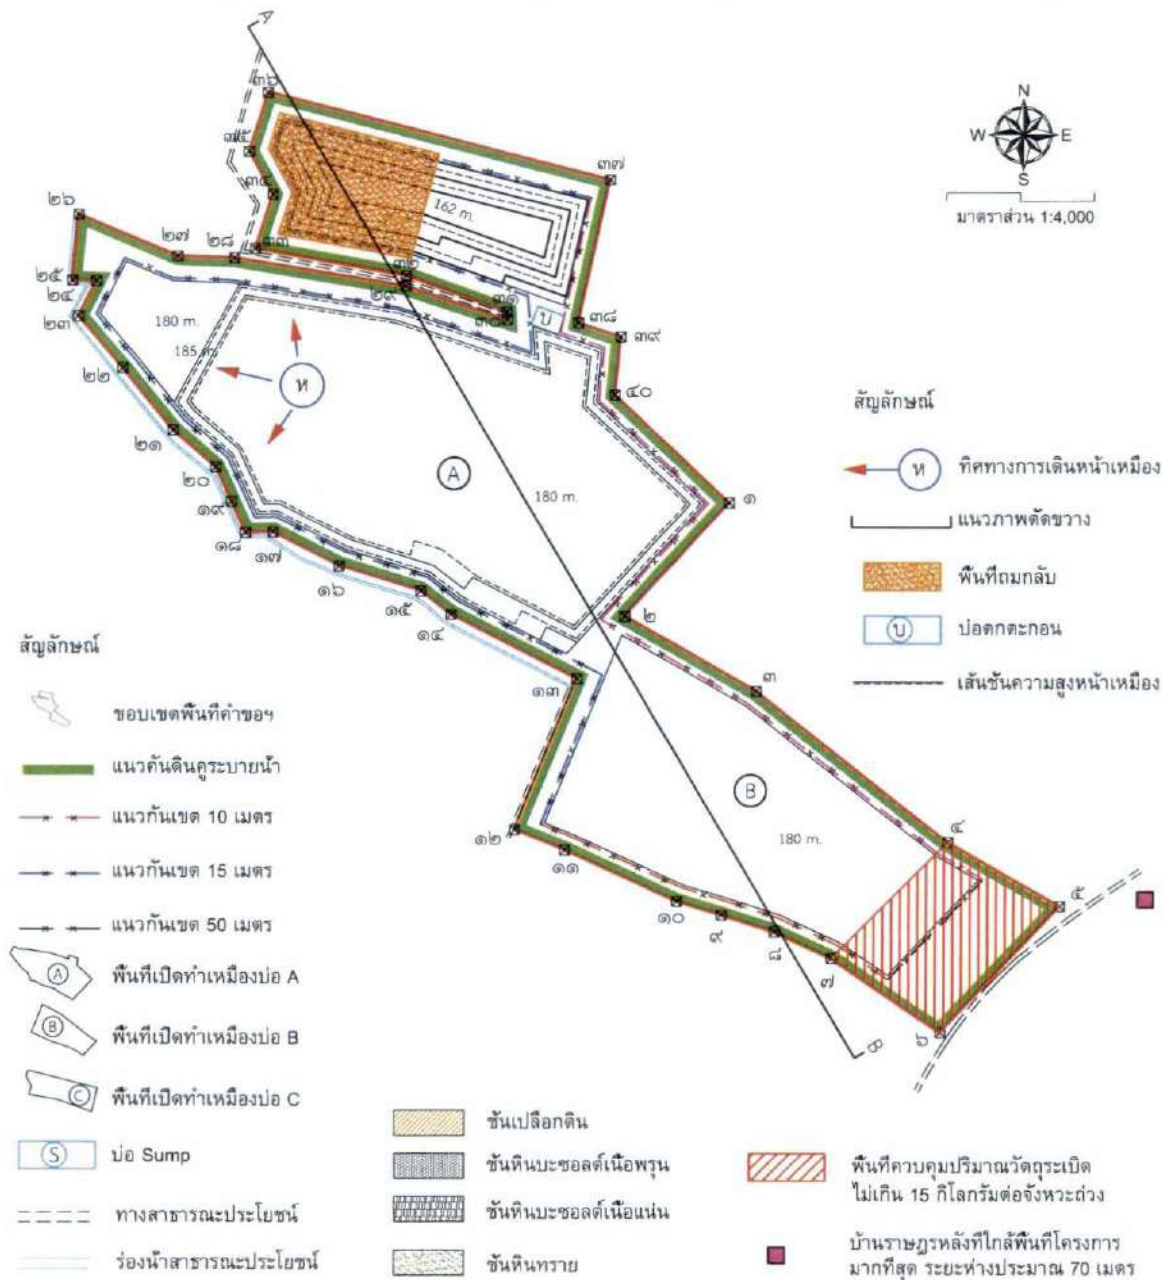 A
N
W E
S
มาตราส่วน 1:4,000
๓๖
๓๕
๓๔
๓๓
๓๗
162 m.
๒๖
๒๗
๒๘
๓๒
๒๙
๓๑
๓๐
บ
๓๘
๓๙
๒๕
๒๔
๒๓
180 m.
185 m.
๒๒
ห
๔๐
๒๑
๒๐
๑๙
๑๘
๑๗
๑๖
๑๕
๑๔
A
180 m.
๑
๒
๓
๑๓
๑๒
๑๑
๑๐
๙
๘
๗
B
180 m.
๔
๕
๖
B
สัญลักษณ์
ห ทิศทางการเดินหน้าเหมือง
แนวภาพตัดขวาง
พื้นที่ถมกลับ
บ บ่อตกตะกอน
เส้นชั้นความสูงหน้าเหมือง
สัญลักษณ์
ขอบเขตพื้นที่คำขอฯ
แนวคันดินคูระบายน้ำ
แนวกันเขต 10 เมตร
แนวกันเขต 15 เมตร
แนวกันเขต 50 เมตร
A พื้นที่เปิดทำเหมืองบ่อ A
B พื้นที่เปิดทำเหมืองบ่อ B
C พื้นที่เปิดทำเหมืองบ่อ C
S บ่อ Sump
ทางสาธารณะประโยชน์
ร่องน้ำสาธารณะประโยชน์
ชั้นเปลือกดิน
ชั้นหินบะซอลต์เนื้อพรุน
ชั้นหินบะซอลต์เนื้อแน่น
ชั้นหินทราย
พื้นที่ควบคุมปริมาณวัตถุระเบิด
ไม่เกิน 15 กิโลกรัมต่อจังหวะถ่วง
บ้านราษฎรหลังที่ใกล้พื้นที่โครงการ
มากที่สุด ระยะห่างประมาณ 70 เมตร